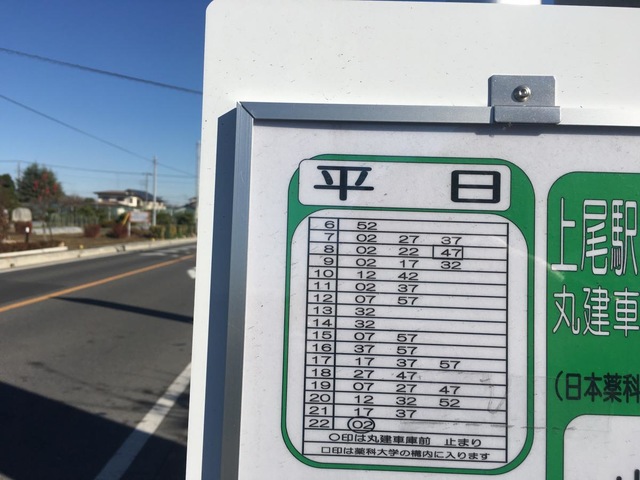 平 日
6 52
7 02 27 37
8 02 22 47
9 02 17 32
10 12 42
11 02 37
12 07 57
13 32
14 32
15 07 57
16 37 57
17 17 37 57
18 27 47
19 07 27 47
20 12 32 52
21 17 37
22 02
○印は丸建車庫前 止まり
□印は薬科大学の構内に入ります
上尾駅
丸建車
(日本薬科